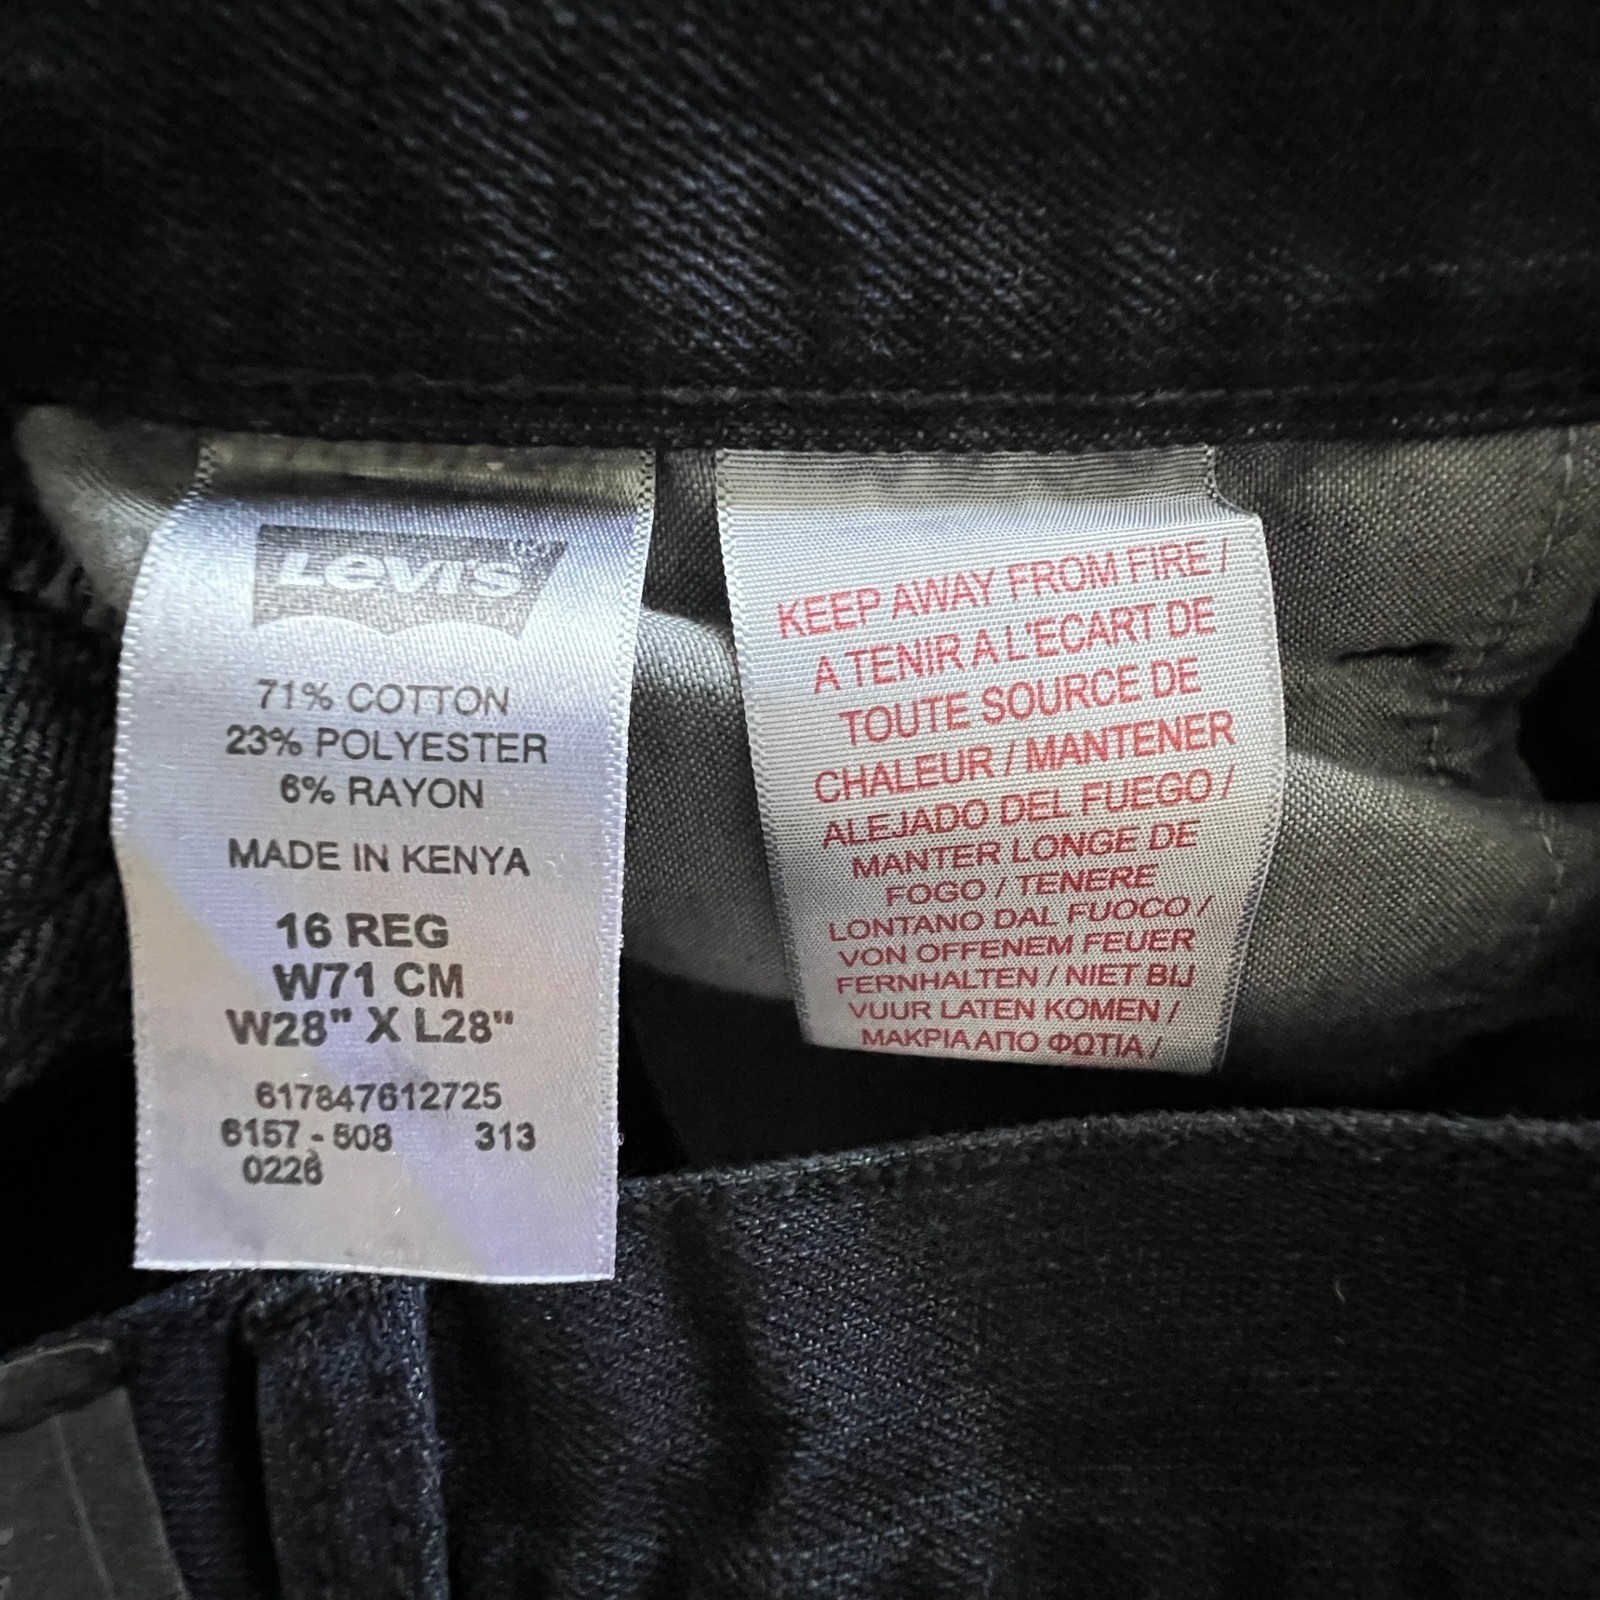 Levi's
71% COTTON
23% POLYESTER
6% RAYON
MADE IN KENYA
16 REG
W71 CM
W28" X L28"
617847612725
6157 - 608 313
0226
KEEP AWAY FROM FIRE /
A TENIR A L'ECART DE
TOUTE SOURCE DE
CHALEUR / MANTENER
ALEJADO DEL FUEGO /
MANTER LONGE DE
FOGO / TENERE
LONTANO DAL FUOCO /
VON OFFENEM FEUER
FERNHALTEN / NIET BIJ
VUUR LATEN KOMEN /
ΜΑΚΡΙΑ ΑΠΟ ΦΩΤΙΑ /